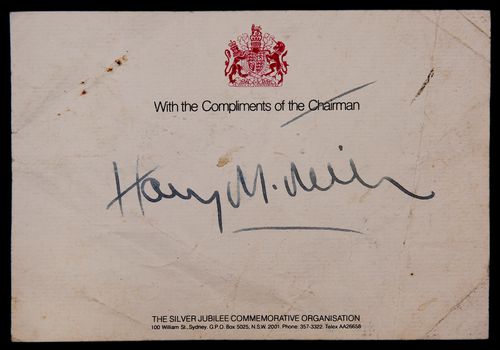 With the Compliments of the Chairman
Harry M. Miller
THE SILVER JUBILEE COMMEMORATIVE ORGANISATION
100 William St., Sydney. G.P.O. Box 5025, N.S.W. 2001. Phone: 357-3322. Telex AA26658